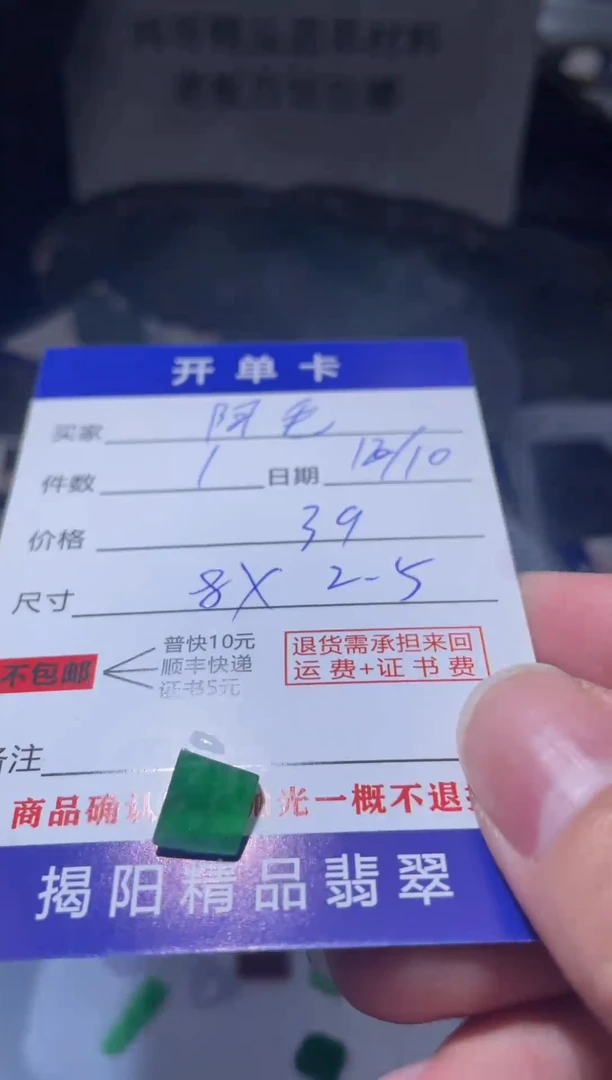 开单卡
买家 阿毛
件数 1 日期 12/10
价格 39
尺寸 8X 2-5
不包邮
普快10元
顺丰快递
证书5元
退货需承担来回
运费+证书费
备注
商品确认 光一概不退
揭阳精品翡翠